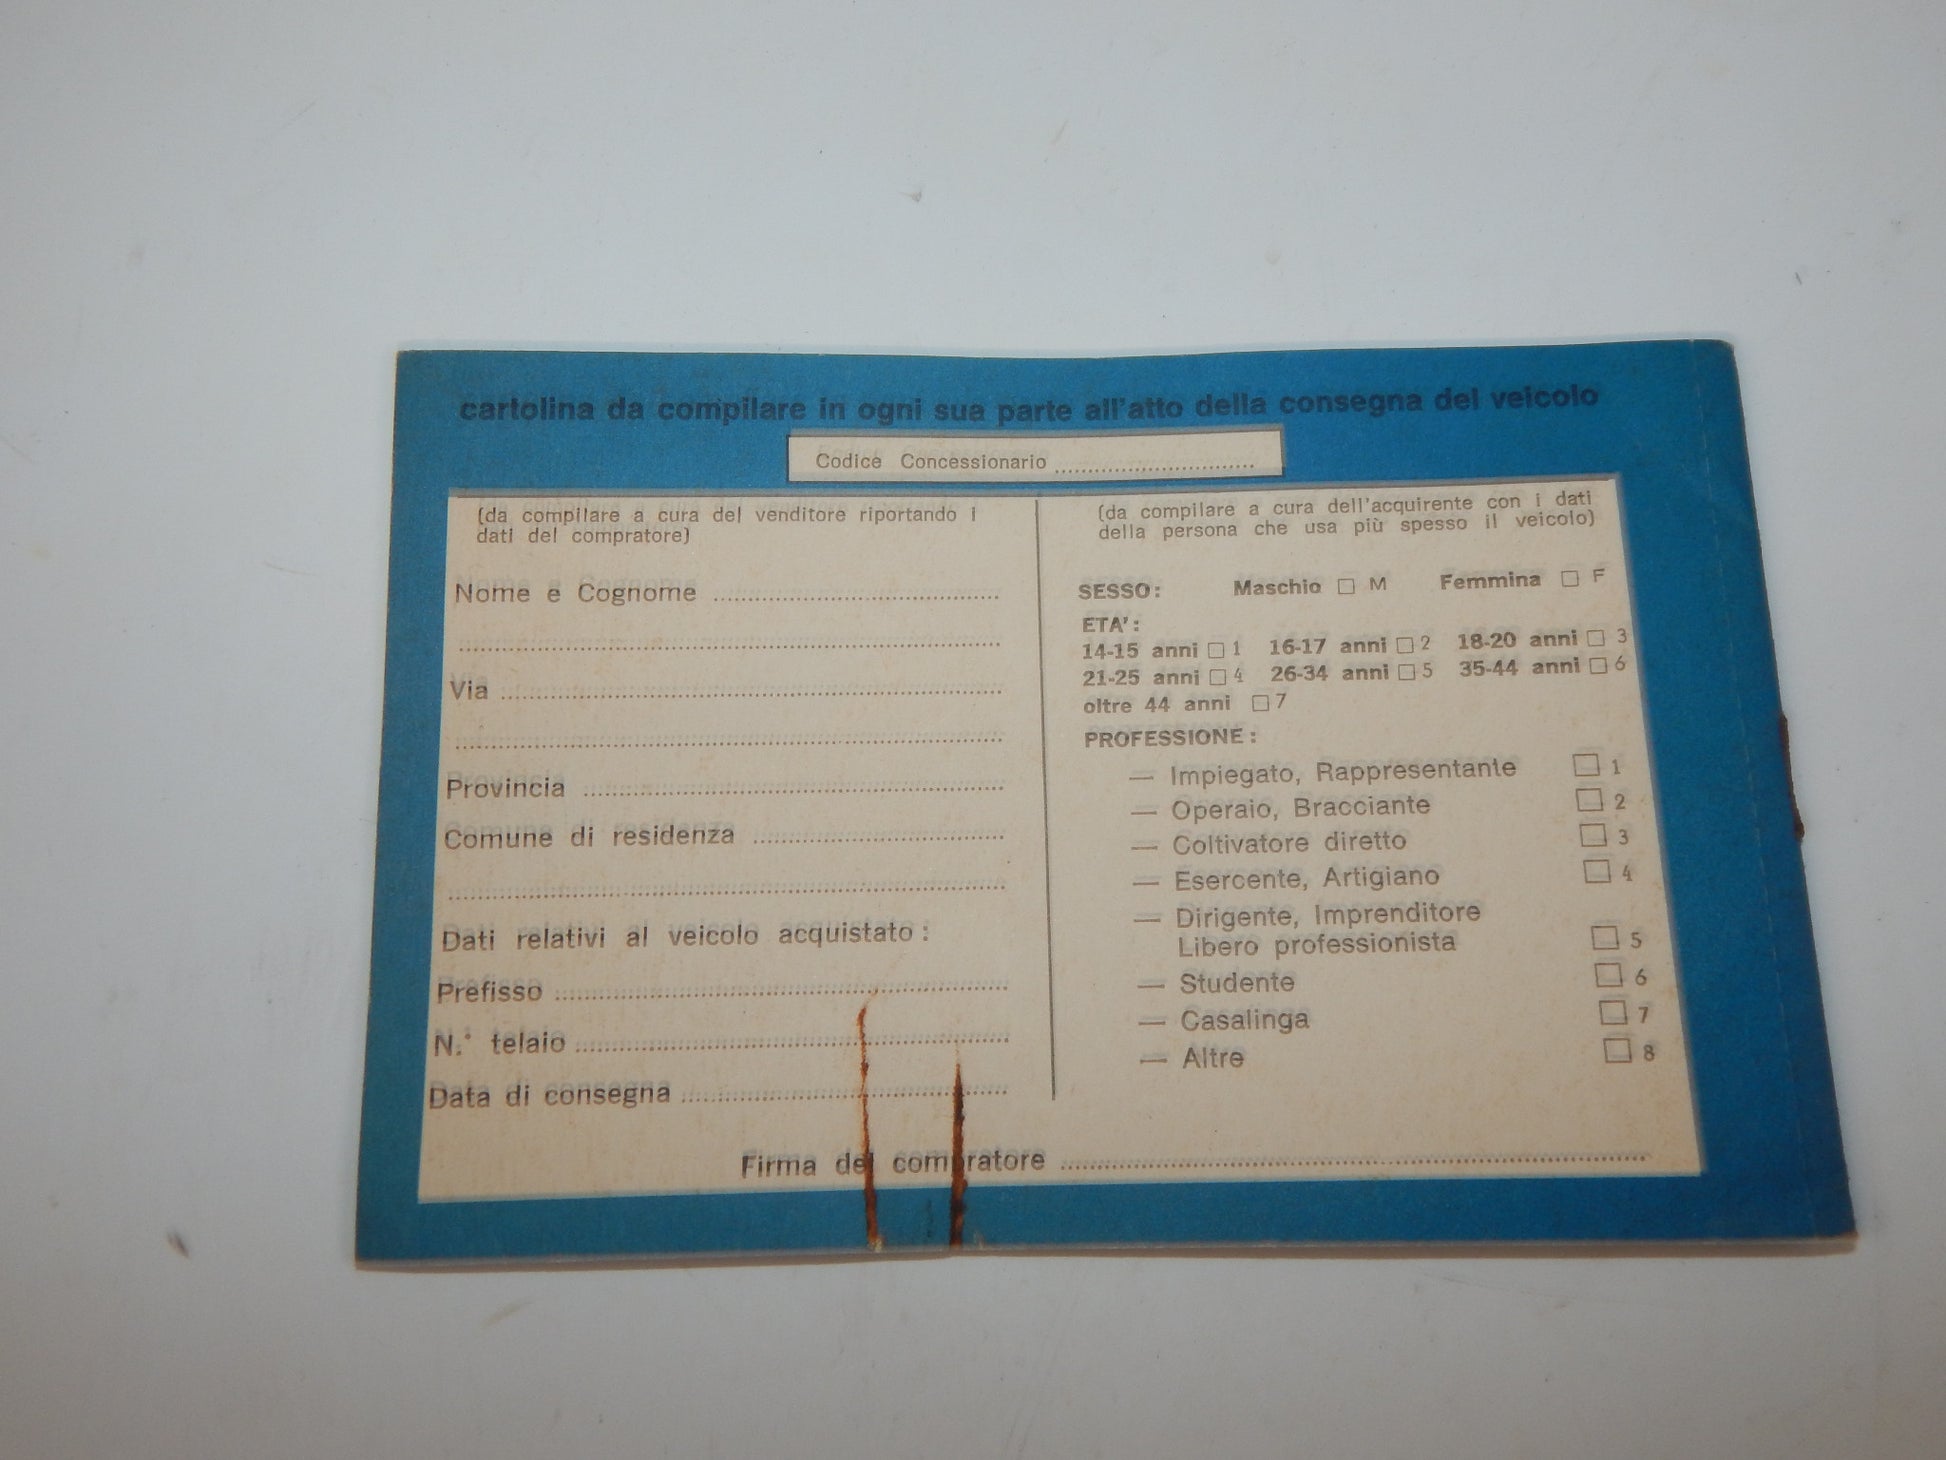 cartolina da compilare in ogni sua parte all'atto della consegna del veicolo
Codice Concessionario
(da compilare a cura del venditore riportando i
dati del compratore)
Nome e Cognome
Via
Provincia
Comune di residenza
Dati relativi al veicolo acquistato:
Prefisso
N.° telaio
Data di consegna
(da compilare a cura dell'acquirente con i dati
della persona che usa più spesso il veicolo)
SESSO: Maschio □ M Femmina □ F
ETA':
14-15 anni □ 1 16-17 anni □ 2 18-20 anni □ 3
21-25 anni □ 4 26-34 anni □ 5 35-44 anni □ 6
oltre 44 anni □ 7
PROFESSIONE:
— Impiegato, Rappresentante □ 1
— Operaio, Bracciante □ 2
— Coltivatore diretto □ 3
— Esercente, Artigiano □ 4
— Dirigente, Imprenditore
Libero professionista □ 5
— Studente □ 6
— Casalinga □ 7
— Altre □ 8
Firma del compratore